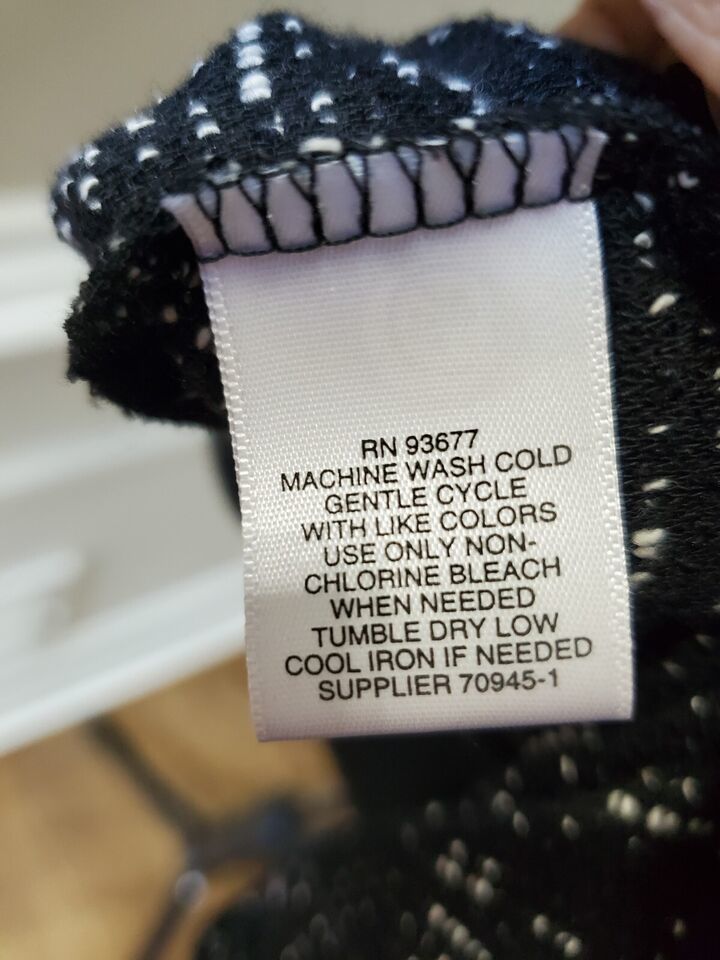 RN 93677
MACHINE WASH COLD
GENTLE CYCLE
WITH LIKE COLORS
USE ONLY NON-
CHLORINE BLEACH
WHEN NEEDED
TUMBLE DRY LOW
COOL IRON IF NEEDED
SUPPLIER 70945-1